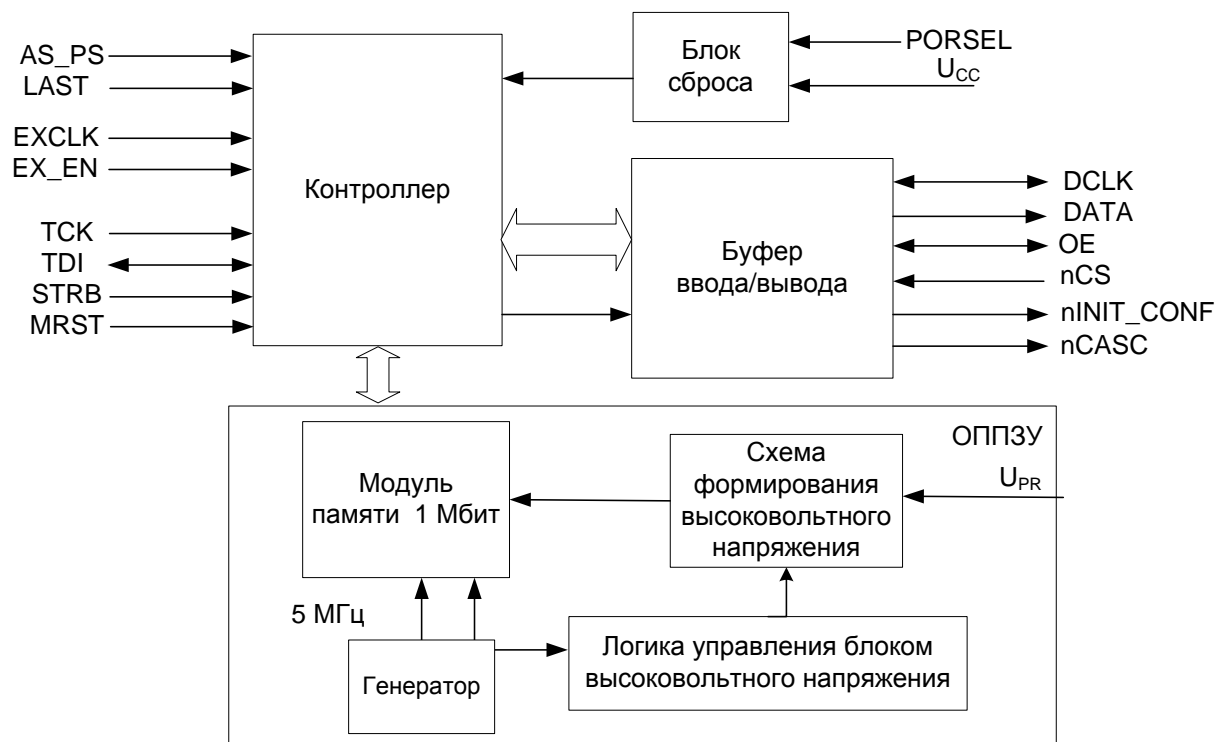 AS_PS
LAST
EXCLK
EX_EN
TCK
TDI
STRB
MRST
Контроллер
Блок
сброса
PORSEL
UCC
Буфер
ввода/вывода
DCLK
DATA
OE
nCS
nINIT_CONF
nCASC
ОППЗУ
UPR
Модуль
памяти 1 Мбит
Схема
формирования
высоковольтного
напряжения
5 МГц
Генератор
Логика управления блоком
высоковольтного напряжения